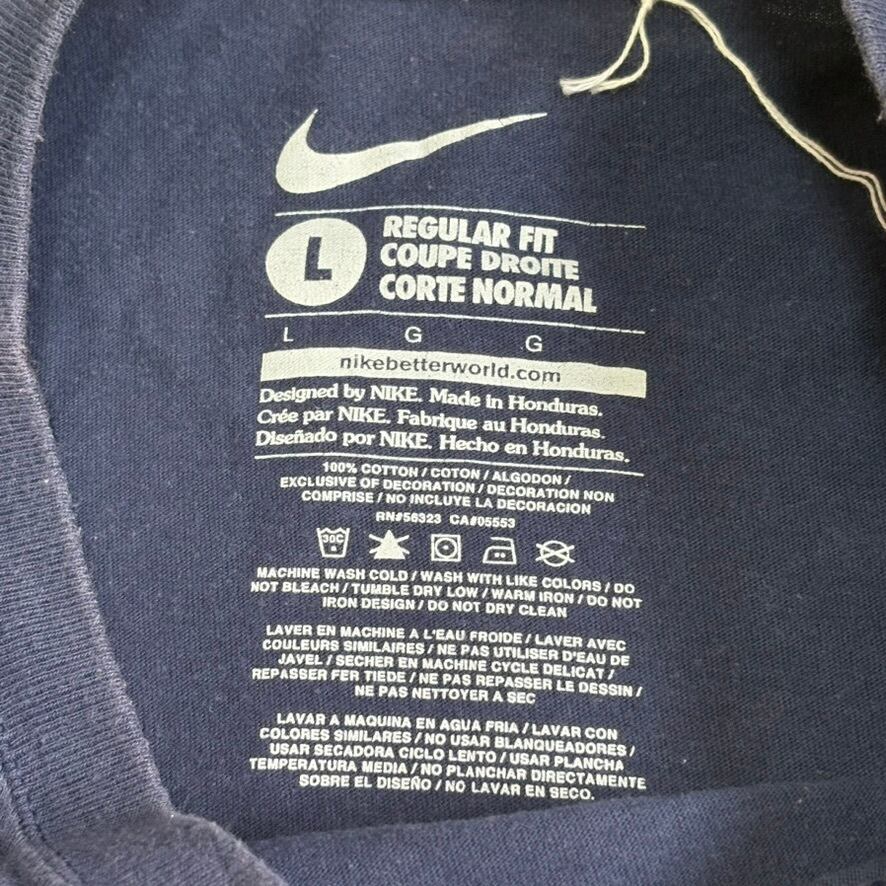 L
REGULAR FIT
COUPE DROITE
CORTE NORMAL
L G G
nikebetterworld.com
Designed by NIKE. Made in Honduras.
Crée par NIKE. Fabrique au Honduras.
Diseñado por NIKE. Hecho en Honduras.
100% COTTON / COTON / ALGODON /
EXCLUSIVE OF DECORATION / DECORATION NON
COMPRISE / NO INCLUYE LA DECORACION
RN#56323 CA#05553
30C
MACHINE WASH COLD / WASH WITH LIKE COLORS / DO
NOT BLEACH / TUMBLE DRY LOW / WARM IRON / DO NOT
IRON DESIGN / DO NOT DRY CLEAN
LAVER EN MACHINE A L'EAU FROIDE / LAVER AVEC
COULEURS SIMILAIRES / NE PAS UTILISER D'EAU DE
JAVEL / SECHER EN MACHINE CYCLE DELICAT /
REPASSER FER TIEDE / NE PAS REPASSER LE DESSIN /
NE PAS NETTOYER A SEC
LAVAR A MAQUINA EN AGUA FRIA / LAVAR CON
COLORES SIMILARES / NO USAR BLANQUEADORES /
USAR SECADORA CICLO LENTO / USAR PLANCHA
TEMPERATURA MEDIA / NO PLANCHAR DIRECTAMENTE
SOBRE EL DISEÑO / NO LAVAR EN SECO.